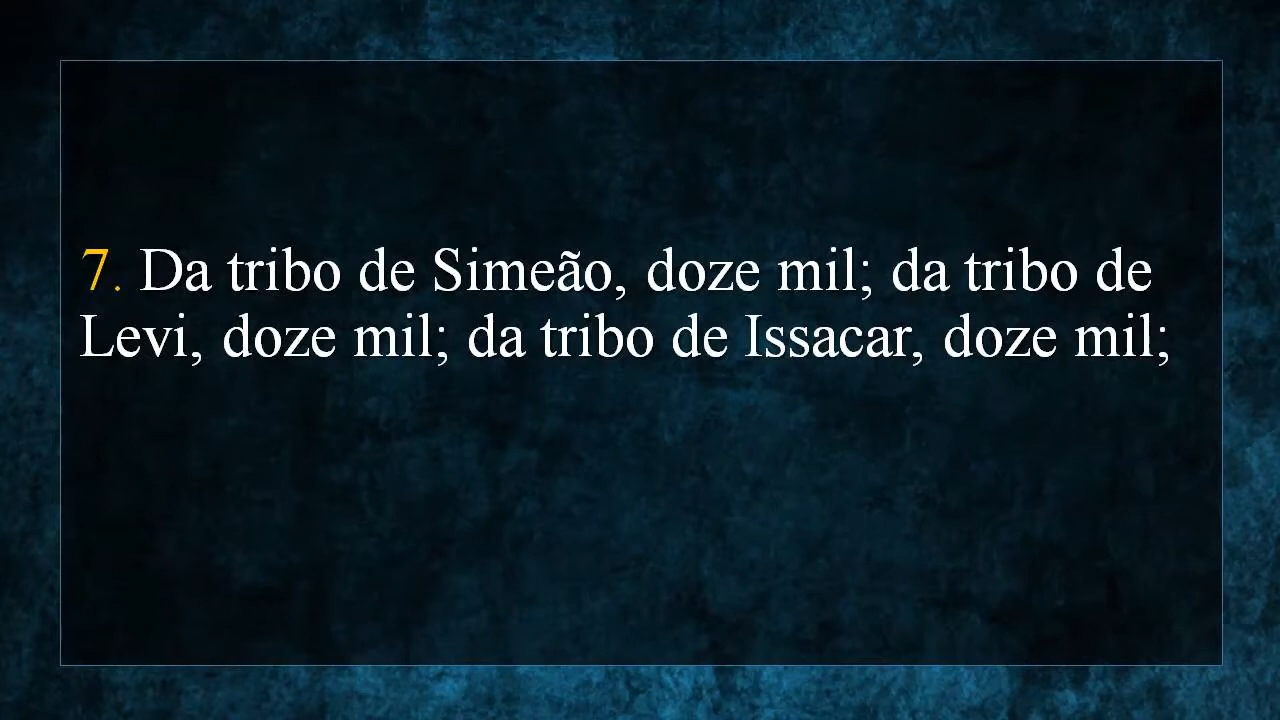 7. Da tribo de Simeão, doze mil; da tribo de
Levi, doze mil; da tribo de Issacar, doze mil;